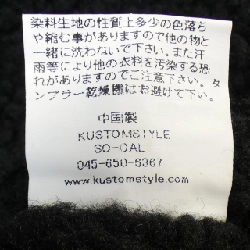 染料生地の性質上多少の色落ち
や縮む事がありますので他の物と
一緒に洗わないで下さい。また汗
雨等により他の衣料を汚染する恐
れがありますのでご注意下さい。タ
ンブラー乾燥機はお避けて下さい。
中国製
KUSTOMSTYLE
SO-CAL
045-650-6367
www.kustomstyle.com